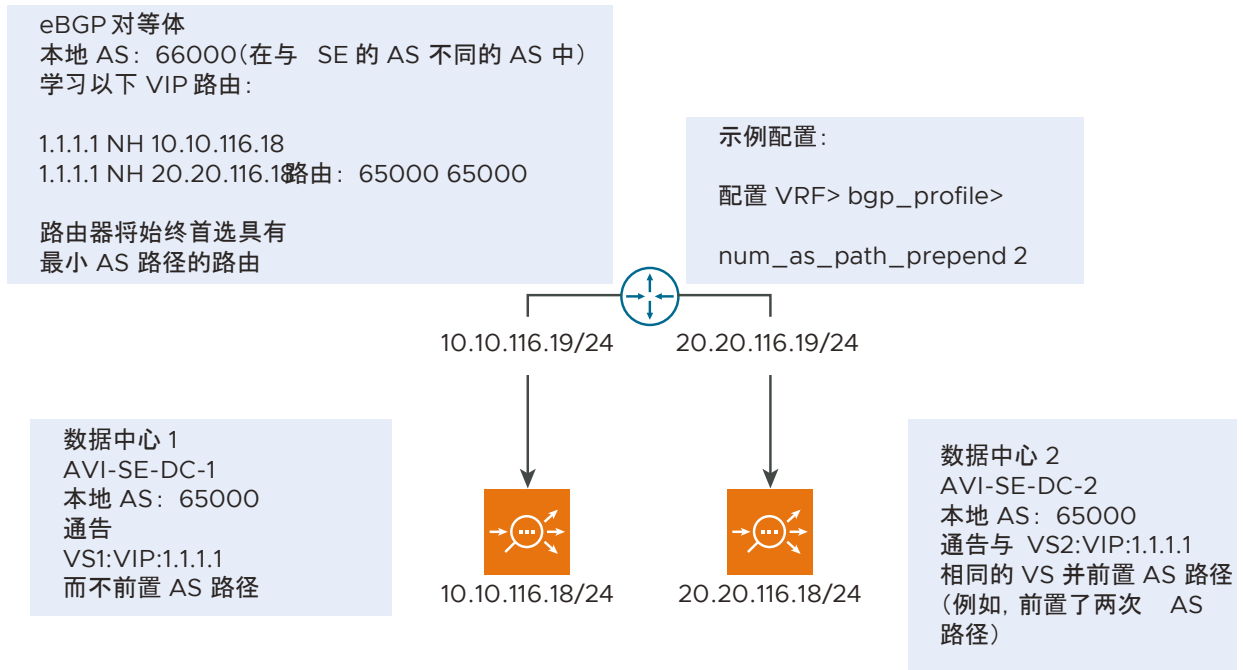 eBGP 对等体
本地 AS：66000（在与 SE 的 AS 不同的 AS 中）
学习以下 VIP 路由：
1.1.1.1 NH 10.10.116.18
1.1.1.1 NH 20.20.116.18路由：65000 65000
路由器将始终首选具有
最小 AS 路径的路由
示例配置：
配置 VRF> bgp_profile>
num_as_path_prepend 2
10.10.116.19/24
20.20.116.19/24
数据中心 1
AVI-SE-DC-1
本地 AS：65000
通告
VS1:VIP:1.1.1.1
而不前置 AS 路径
10.10.116.18/24
20.20.116.18/24
数据中心 2
AVI-SE-DC-2
本地 AS：65000
通告与 VS2:VIP:1.1.1.1
相同的 VS 并前置 AS 路径
（例如，前置了两次 AS
路径）